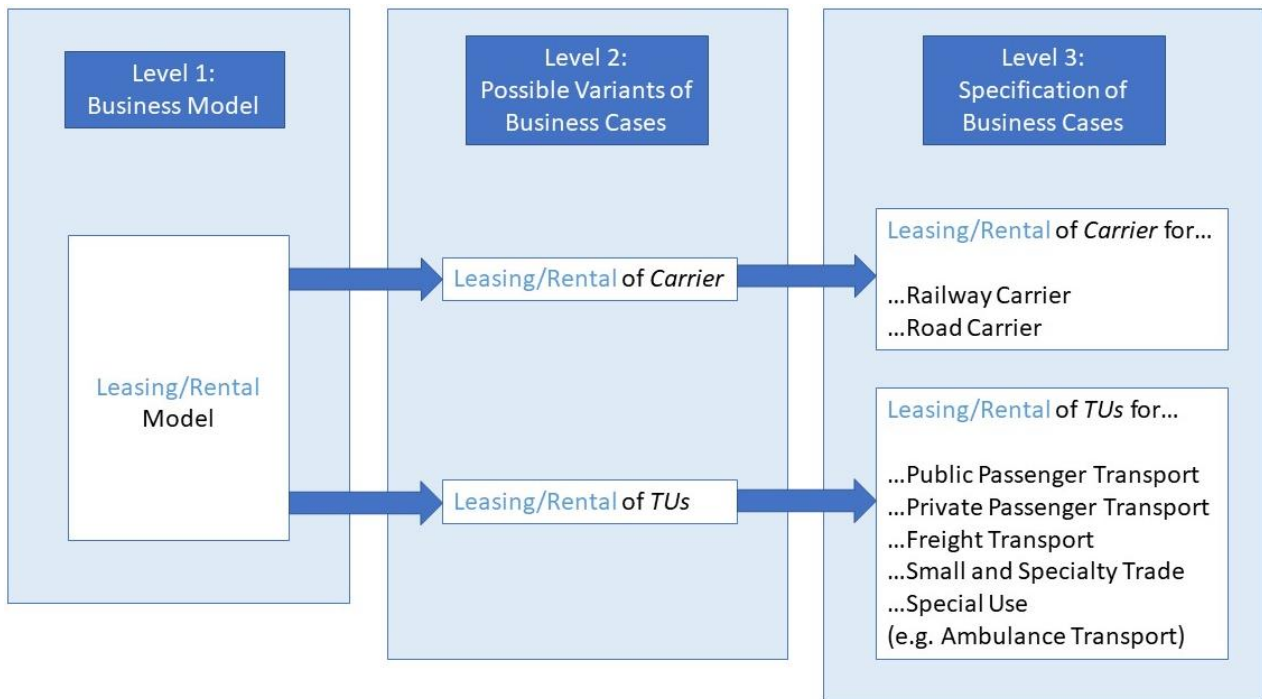 Level 1:
Business Model
Level 2:
Possible Variants of
Business Cases
Level 3:
Specification of
Business Cases
Leasing/Rental
Model
Leasing/Rental of Carrier
Leasing/Rental of TUs
Leasing/Rental of Carrier for...
...Railway Carrier
...Road Carrier
Leasing/Rental of TUs for...
...Public Passenger Transport
...Private Passenger Transport
...Freight Transport
...Small and Specialty Trade
...Special Use
(e.g. Ambulance Transport)